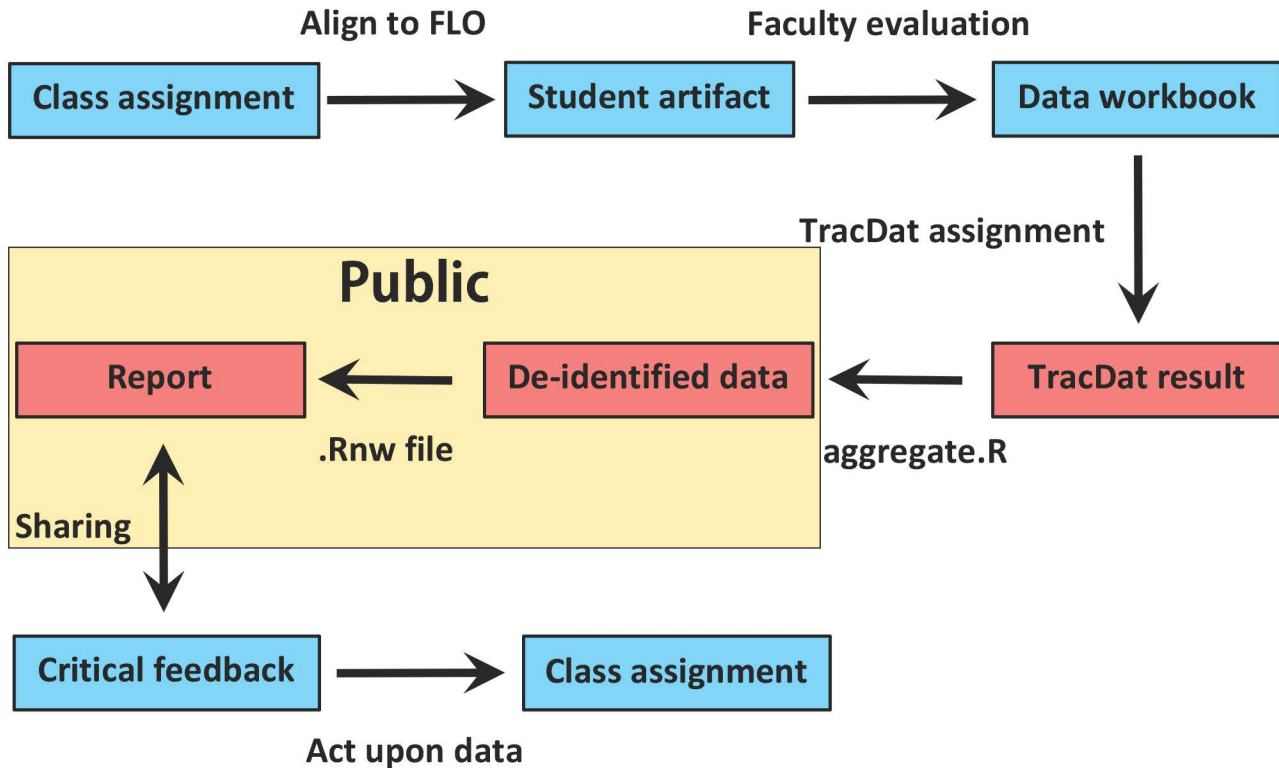 Align to FLO
Faculty evaluation
Class assignment
Student artifact
Data workbook
TracDat assignment
Public
Report
De-identified data
TracDat result
.Rnw file
aggregate.R
Sharing
Critical feedback
Class assignment
Act upon data